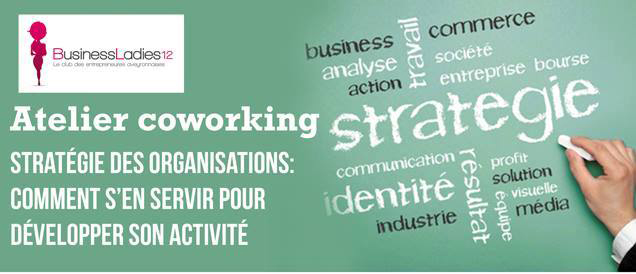 BusinessLadies12
Le club des entrepreneures aveyronnaises
Atelier coworking
STRATÉGIE DES ORGANISATIONS:
COMMENT S'EN SERVIR POUR
DÉVELOPPER SON ACTIVITÉ
business
travail
commerce
analyse
société
action
entreprise
bourse
strategie
communication
résultat
profit
identité
solution
équipe
visuelle
industrie
média